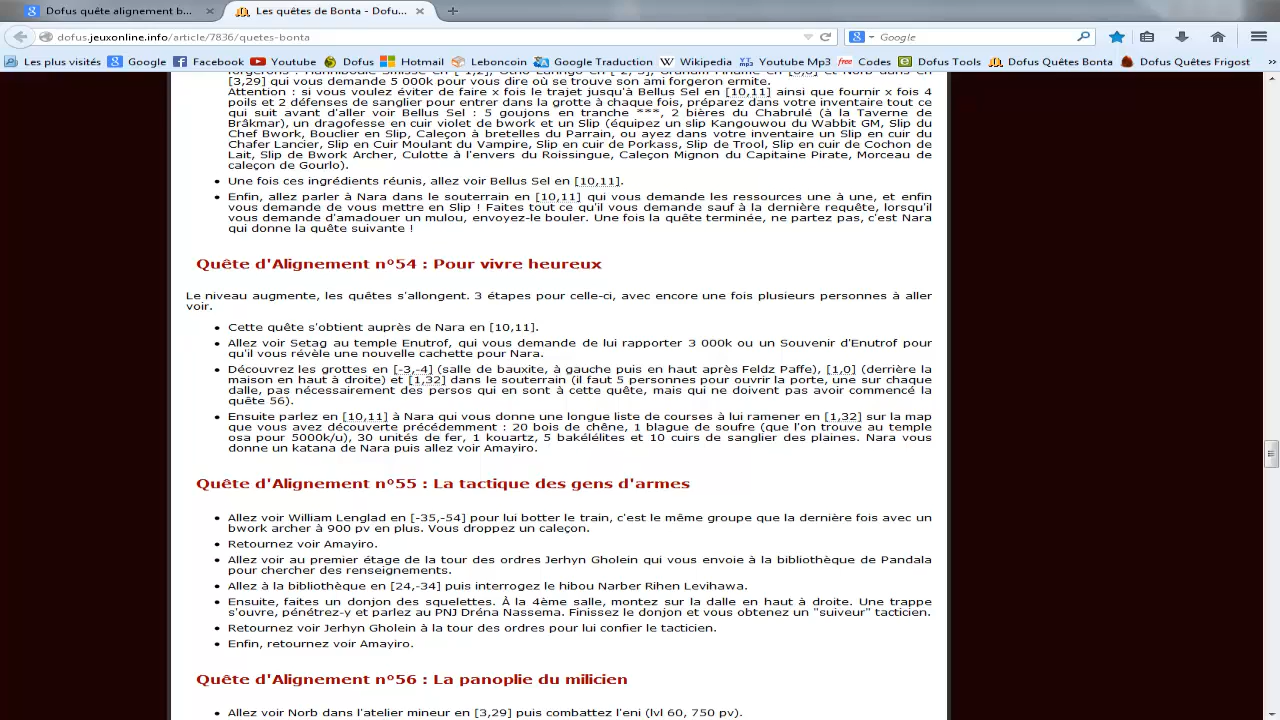 Dofus quête alignement b... × Les quêtes de Bonta - Dofu... × +
dofus.jeuxonline.info/article/7836/quetes-bonta Google
Les plus visités Google Facebook Youtube Dofus Hotmail Leboncoin Google Traduction Wikipedia Youtube Mp3 Codes Dofus Tools Dofus Quêtes Bonta Dofus Quêtes Frigost »
[3,29] qui vous demande 5 000k pour vous dire où se trouve son ami forgeron ermite.
Attention : si vous voulez éviter de faire x fois le trajet jusqu'à Bellus Sel en [10,11] ainsi que fournir x fois 4
poils et 2 défenses de sanglier pour entrer dans la grotte à chaque fois, préparez dans votre inventaire tout ce
qui suit avant d'aller voir Bellus Sel : 5 goujons en tranche ***, 2 bières du Chabrulé (à la Taverne de
Brâkmar), un dragofesse en cuir violet de bwork et un Slip (équipez un slip Kangouwou du Wabbit GM, Slip du
Chef Bwork, Bouclier en Slip, Caleçon à bretelles du Parrain, ou ayez dans votre inventaire un Slip en cuir du
Chafer Lancier, Slip en Cuir Moulant du Vampire, Slip en cuir de Porkass, Slip de Trool, Slip en cuir de Cochon de
Lait, Slip de Bwork Archer, Culotte à l'envers du Roissingue, Caleçon Mignon du Capitaine Pirate, Morceau de
caleçon de Gourlo).
• Une fois ces ingrédients réunis, allez voir Bellus Sel en [10,11].
• Enfin, allez parler à Nara dans le souterrain en [10,11] qui vous demande les ressources une à une, et enfin
vous demande de vous mettre en Slip ! Faites tout ce qu'il vous demande sauf à la dernière requête, lorsqu'il
vous demande d'amadouer un mulou, envoyez-le bouler. Une fois la quête terminée, ne partez pas, c'est Nara
qui donne la quête suivante !
Quête d'Alignement n°54 : Pour vivre heureux
Le niveau augmente, les quêtes s'allongent. 3 étapes pour celle-ci, avec encore une fois plusieurs personnes à aller
voir.
• Cette quête s'obtient auprès de Nara en [10,11].
• Allez voir Setag au temple Enutrof, qui vous demande de lui rapporter 3 000k ou un Souvenir d'Enutrof pour
qu'il vous révèle une nouvelle cachette pour Nara.
• Découvrez les grottes en [-3,-4] (salle de bauxite, à gauche puis en haut après Feldz Paffe), [1,0] (derrière la
maison en haut à droite) et [1,32] dans le souterrain (il faut 5 personnes pour ouvrir la porte, une sur chaque
dalle, pas nécessairement des persos qui en sont à cette quête, mais qui ne doivent pas avoir commencé la
quête 56).
• Ensuite parlez en [10,11] à Nara qui vous donne une longue liste de courses à lui ramener en [1,32] sur la map
que vous avez découverte précédemment : 20 bois de chêne, 1 blague de soufre (que l'on trouve au temple
osa pour 5000k/u), 30 unités de fer, 1 kouartz, 5 bakélélites et 10 cuirs de sanglier des plaines. Nara vous
donne un katana de Nara puis allez voir Amayiro.
Quête d'Alignement n°55 : La tactique des gens d'armes
• Allez voir William Lenglad en [-35,-54] pour lui botter le train, c'est le même groupe que la dernière fois avec un
bwork archer à 900 pv en plus. Vous droppez un caleçon.
• Retournez voir Amayiro.
• Allez voir au premier étage de la tour des ordres Jerhyn Gholein qui vous envoie à la bibliothèque de Pandala
pour chercher des renseignements.
• Allez à la bibliothèque en [24,-34] puis interrogez le hibou Narber Rihen Levihawa.
• Ensuite, faites un donjon des squelettes. À la 4ème salle, montez sur la dalle en haut à droite. Une trappe
s'ouvre, pénétrez-y et parlez au PNJ Dréna Nassema. Finissez le donjon et vous obtenez un "suiveur" tacticien.
• Retournez voir Jerhyn Gholein à la tour des ordres pour lui confier le tacticien.
• Enfin, retournez voir Amayiro.
Quête d'Alignement n°56 : La panoplie du milicien
• Allez voir Norb dans l'atelier mineur en [3,29] puis combattez l'eni (lvl 60, 750 pv).